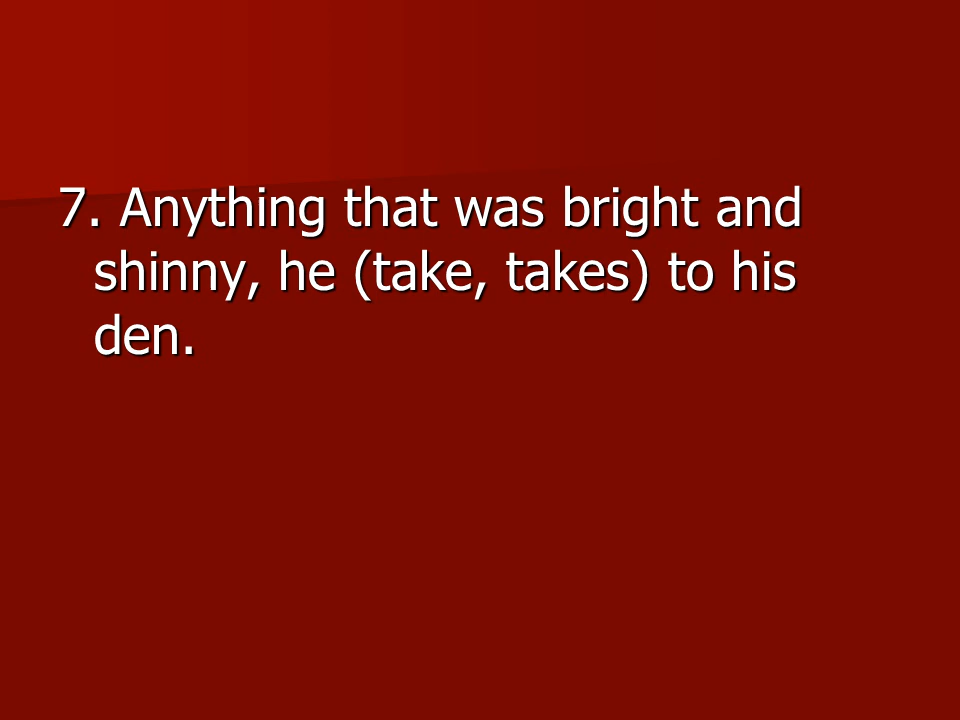 7. Anything that was bright and
shinny, he (take, takes) to his
den.